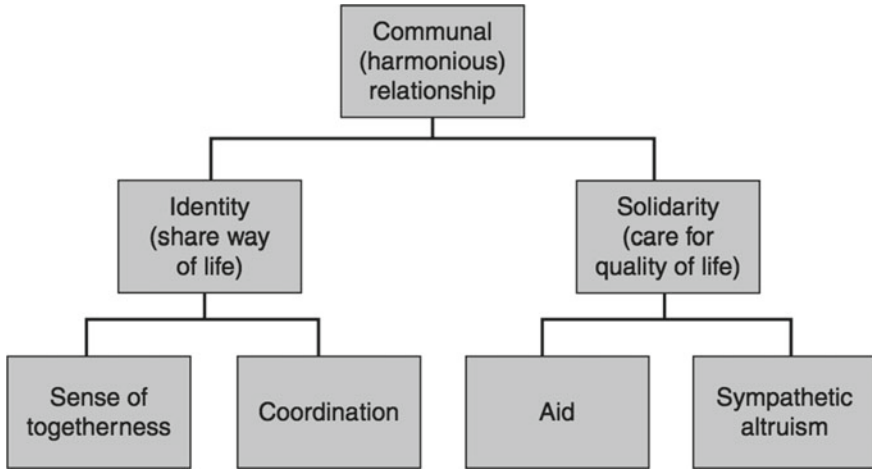 Communal
(harmonious)
relationship
Identity
(share way
of life)
Solidarity
(care for
quality of life)
Sense of
togetherness
Coordination
Aid
Sympathetic
altruism